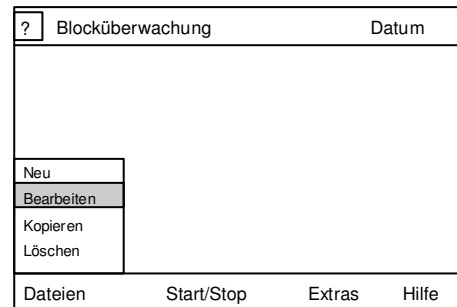 ? Blocküberwachung Datum
Neu
Bearbeiten
Kopieren
Löschen
Dateien Start/Stop Extras Hilfe